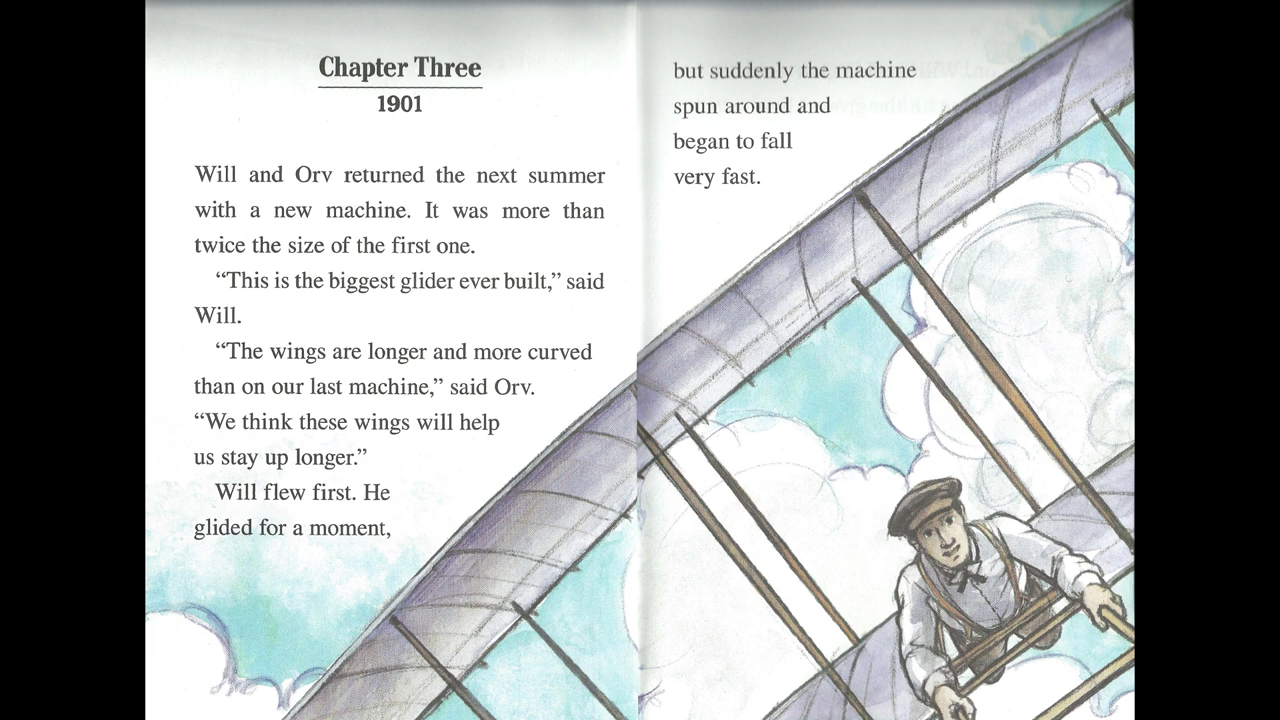 Chapter Three
1901
Will and Orv returned the next summer
with a new machine. It was more than
twice the size of the first one.
“This is the biggest glider ever built,” said
Will.
“The wings are longer and more curved
than on our last machine,” said Orv.
“We think these wings will help
us stay up longer.”
Will flew first. He
glided for a moment,
but suddenly the machine
spun around and
began to fall
very fast.